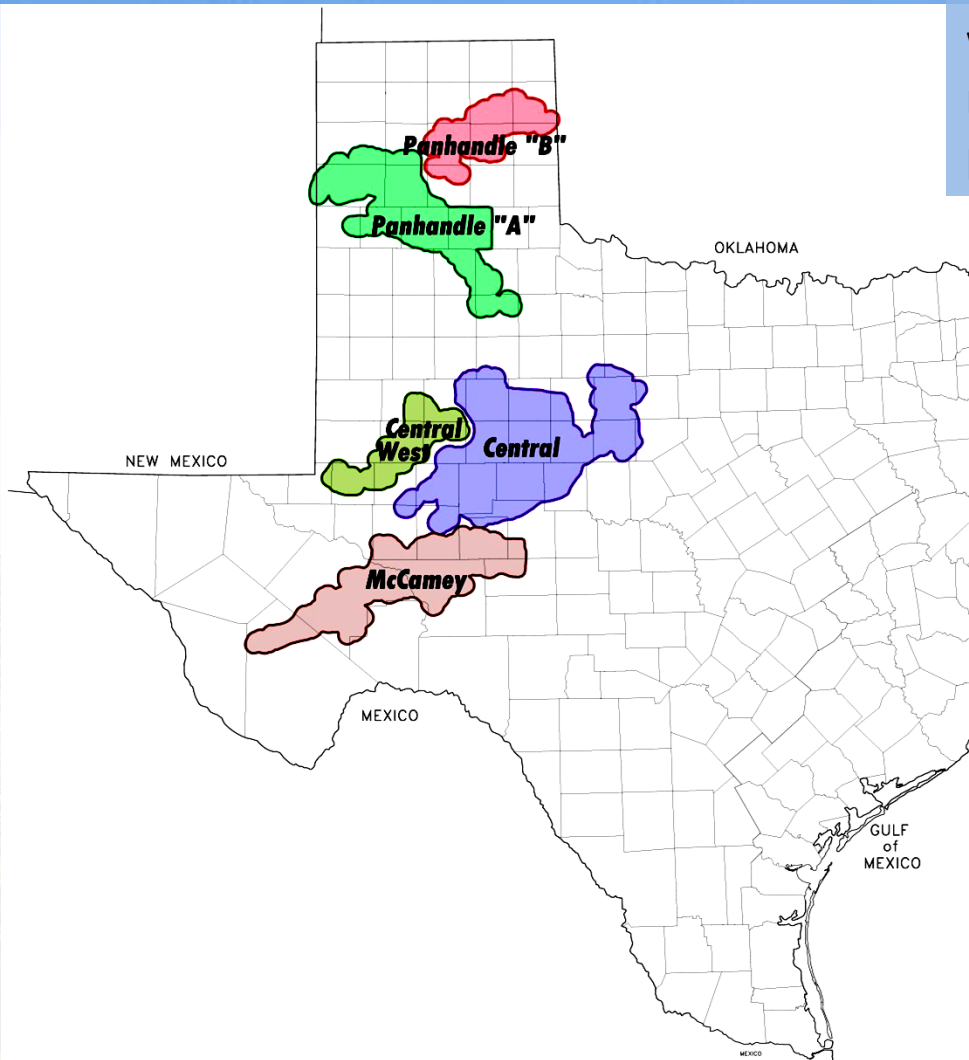 Panhandle "B"
Panhandle "A"
OKLAHOMA
Central
West
Central
NEW MEXICO
McCamey
MEXICO
GULF
of
MEXICO
MEXICO